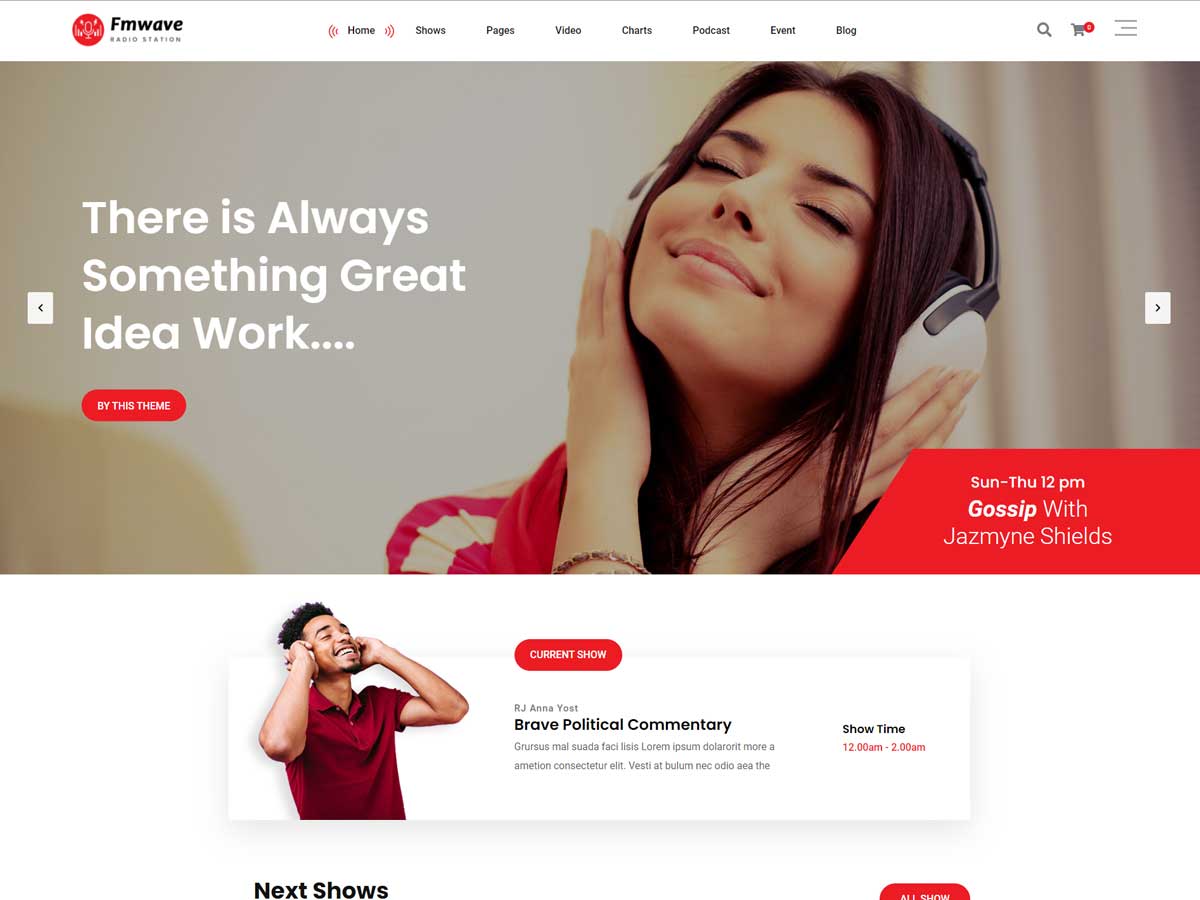 Fmwave
RADIO STATION
Home
Shows
Pages
Video
Charts
Podcast
Event
Blog
0
There is Always
Something Great
Idea Work....
BY THIS THEME
Sun-Thu 12 pm
Gossip With
Jazmyne Shields
CURRENT SHOW
RJ Anna Yost
Brave Political Commentary
Grursus mal suada faci lisis Lorem ipsum dolarorit more a
ametion consectetur elit. Vesti at bulum nec odio aea the
Show Time
12.00am - 2.00am
Next Shows
ALL SHOW